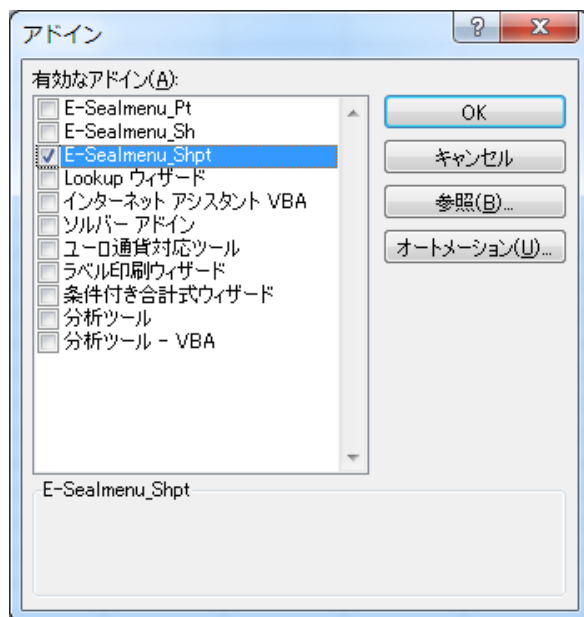 アドイン
有効なアドイン(A):
E-Sealmenu_Pt
E-Sealmenu_Sh
E-Sealmenu_Shpt
Lookup ウィザード
インターネット アシスタント VBA
ソルバー アドイン
ユーロ通貨対応ツール
ラベル印刷ウィザード
条件付き合計式ウィザード
分析ツール
分析ツール - VBA
OK
キャンセル
参照(B)...
オートメーション(U)...
E-Sealmenu_Shpt